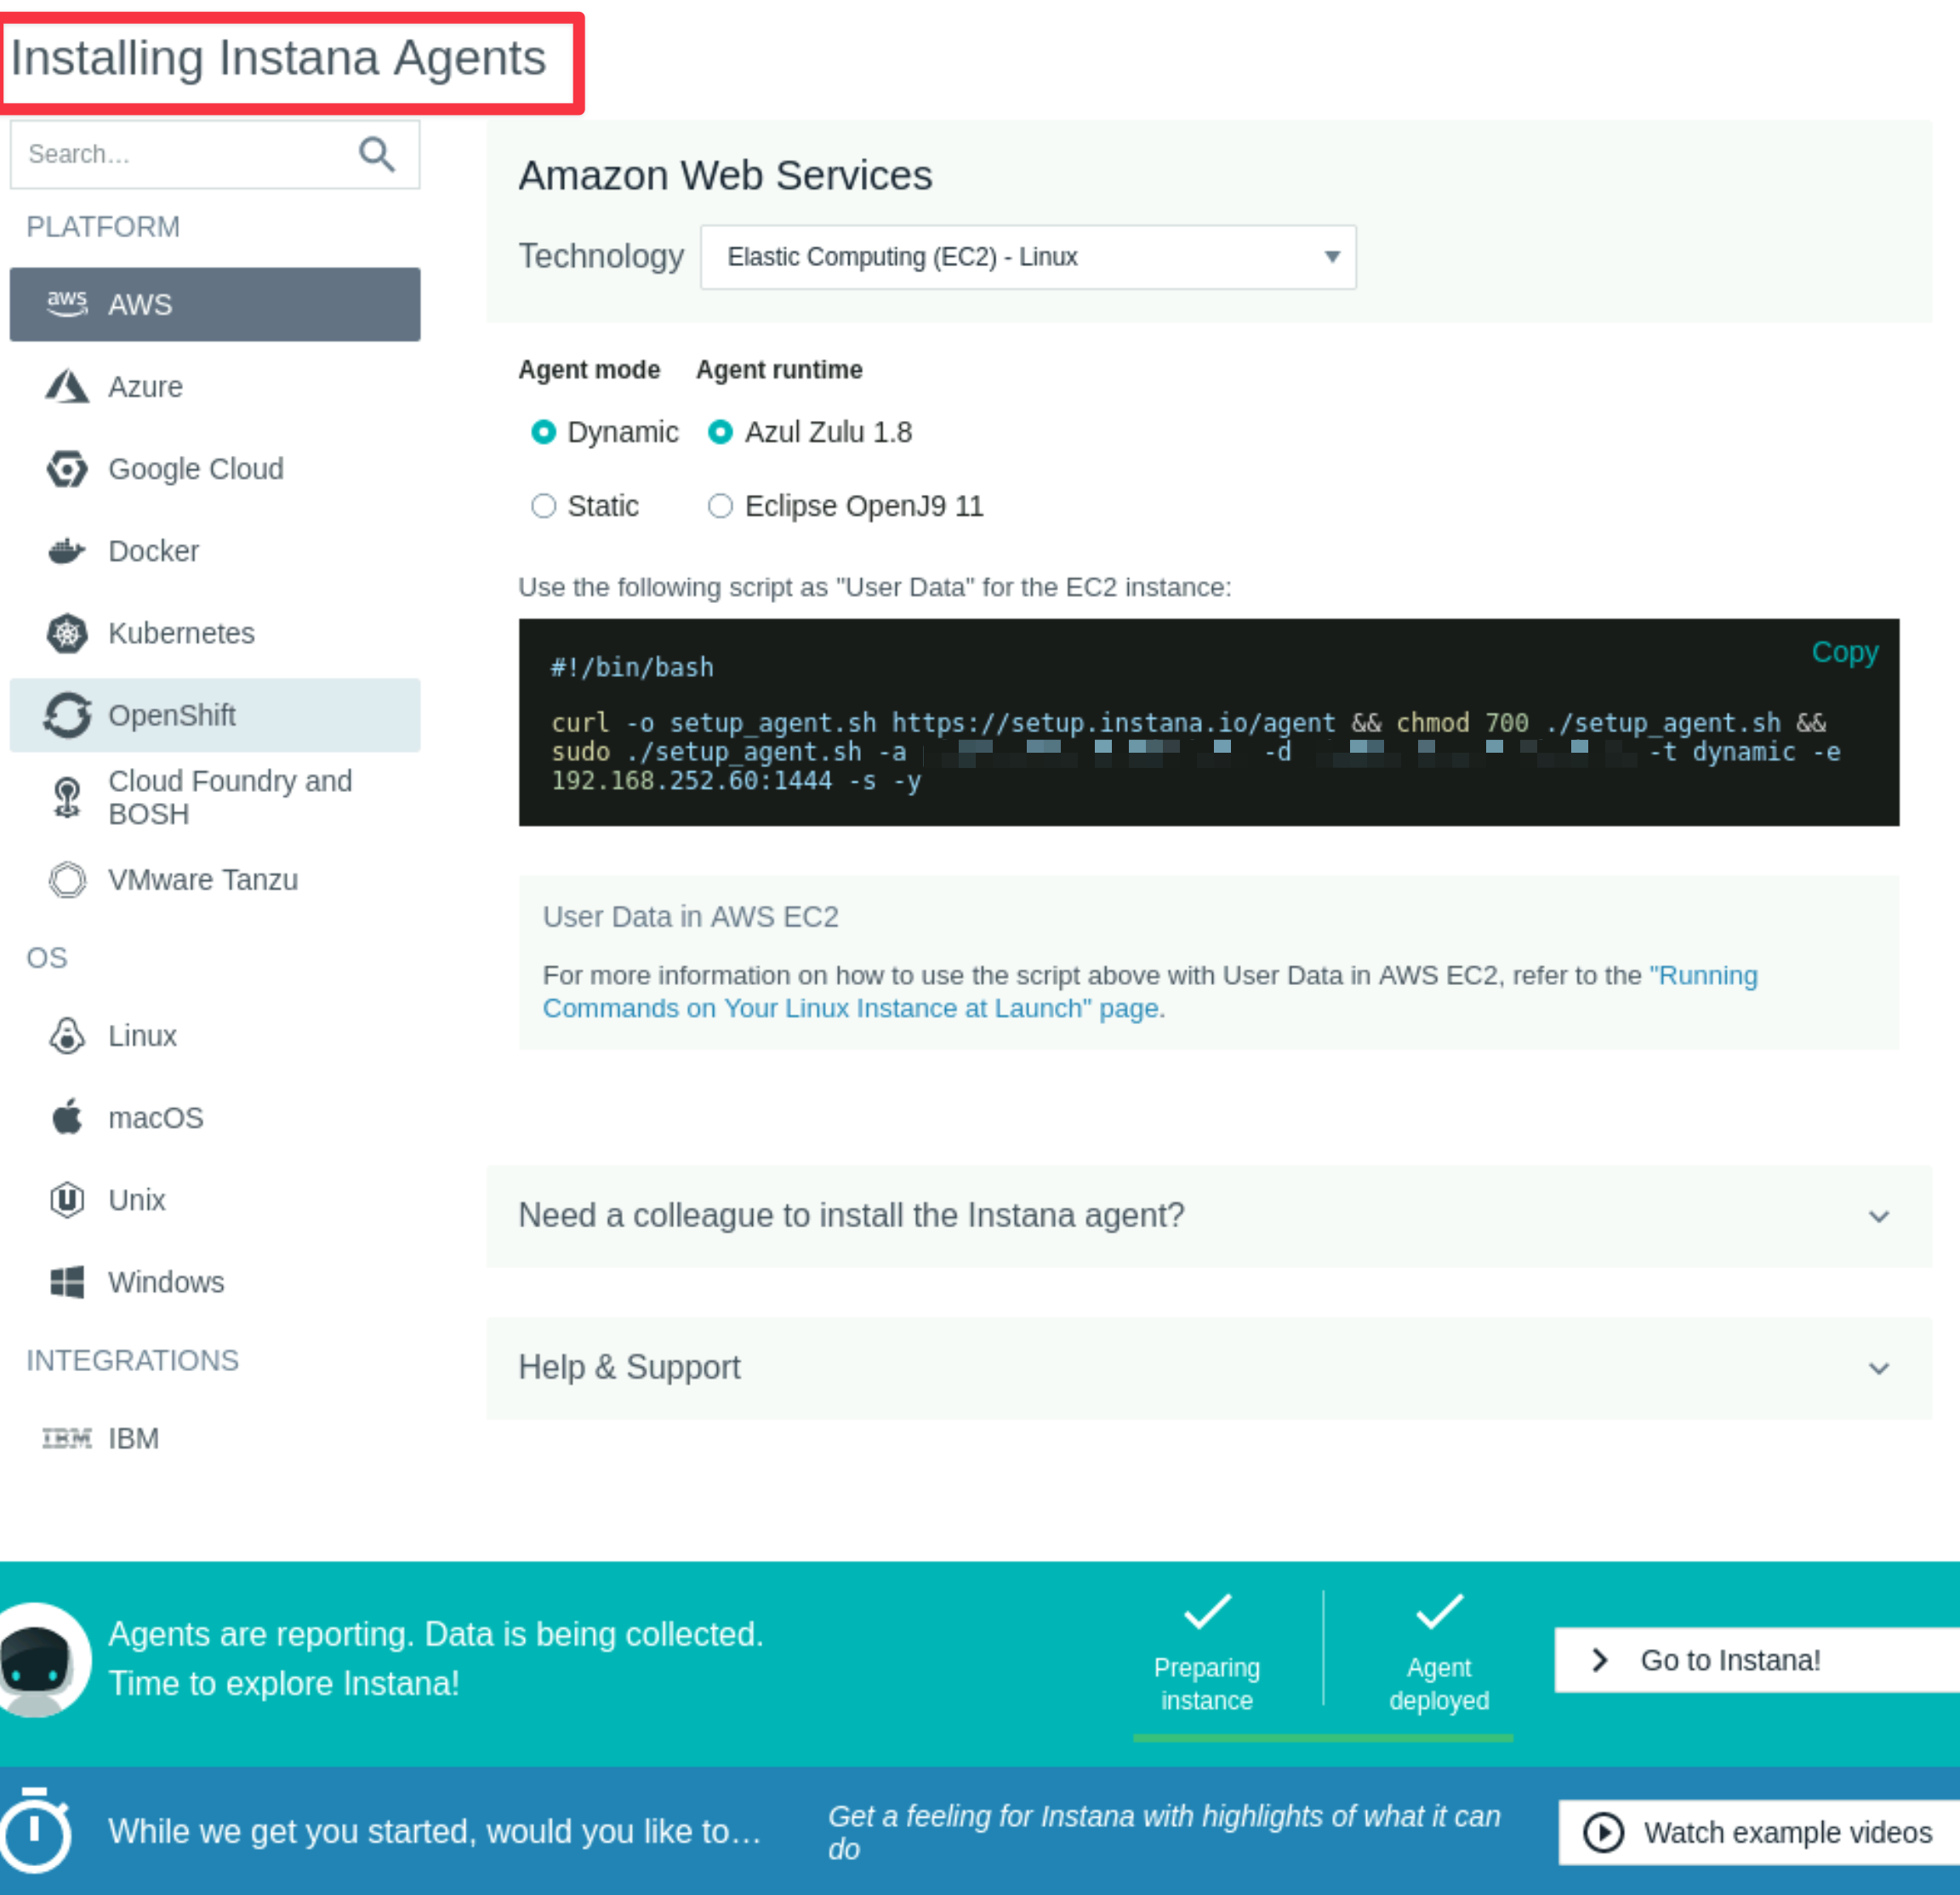 Installing Instana Agents
Search...
PLATFORM
aws AWS
Azure
Google Cloud
Docker
Kubernetes
OpenShift
Cloud Foundry and
BOSH
VMware Tanzu
OS
Linux
macOS
Unix
Windows
INTEGRATIONS
IBM IBM
Amazon Web Services
Technology Elastic Computing (EC2) - Linux
Agent mode Agent runtime
Dynamic Azul Zulu 1.8
Static Eclipse OpenJ9 11
Use the following script as "User Data" for the EC2 instance:
Copy
#!/bin/bash
curl -o setup_agent.sh https://setup.instana.io/agent && chmod 700 ./setup_agent.sh &&
sudo ./setup_agent.sh -a -d -t dynamic -e
192.168.252.60:1444 -s -y
User Data in AWS EC2
For more information on how to use the script above with User Data in AWS EC2, refer to the "Running
Commands on Your Linux Instance at Launch" page.
Need a colleague to install the Instana agent?
Help & Support
Agents are reporting. Data is being collected.
Time to explore Instana!
Preparing
instance
Agent
deployed
Go to Instana!
While we get you started, would you like to...
Get a feeling for Instana with highlights of what it can
do
Watch example videos